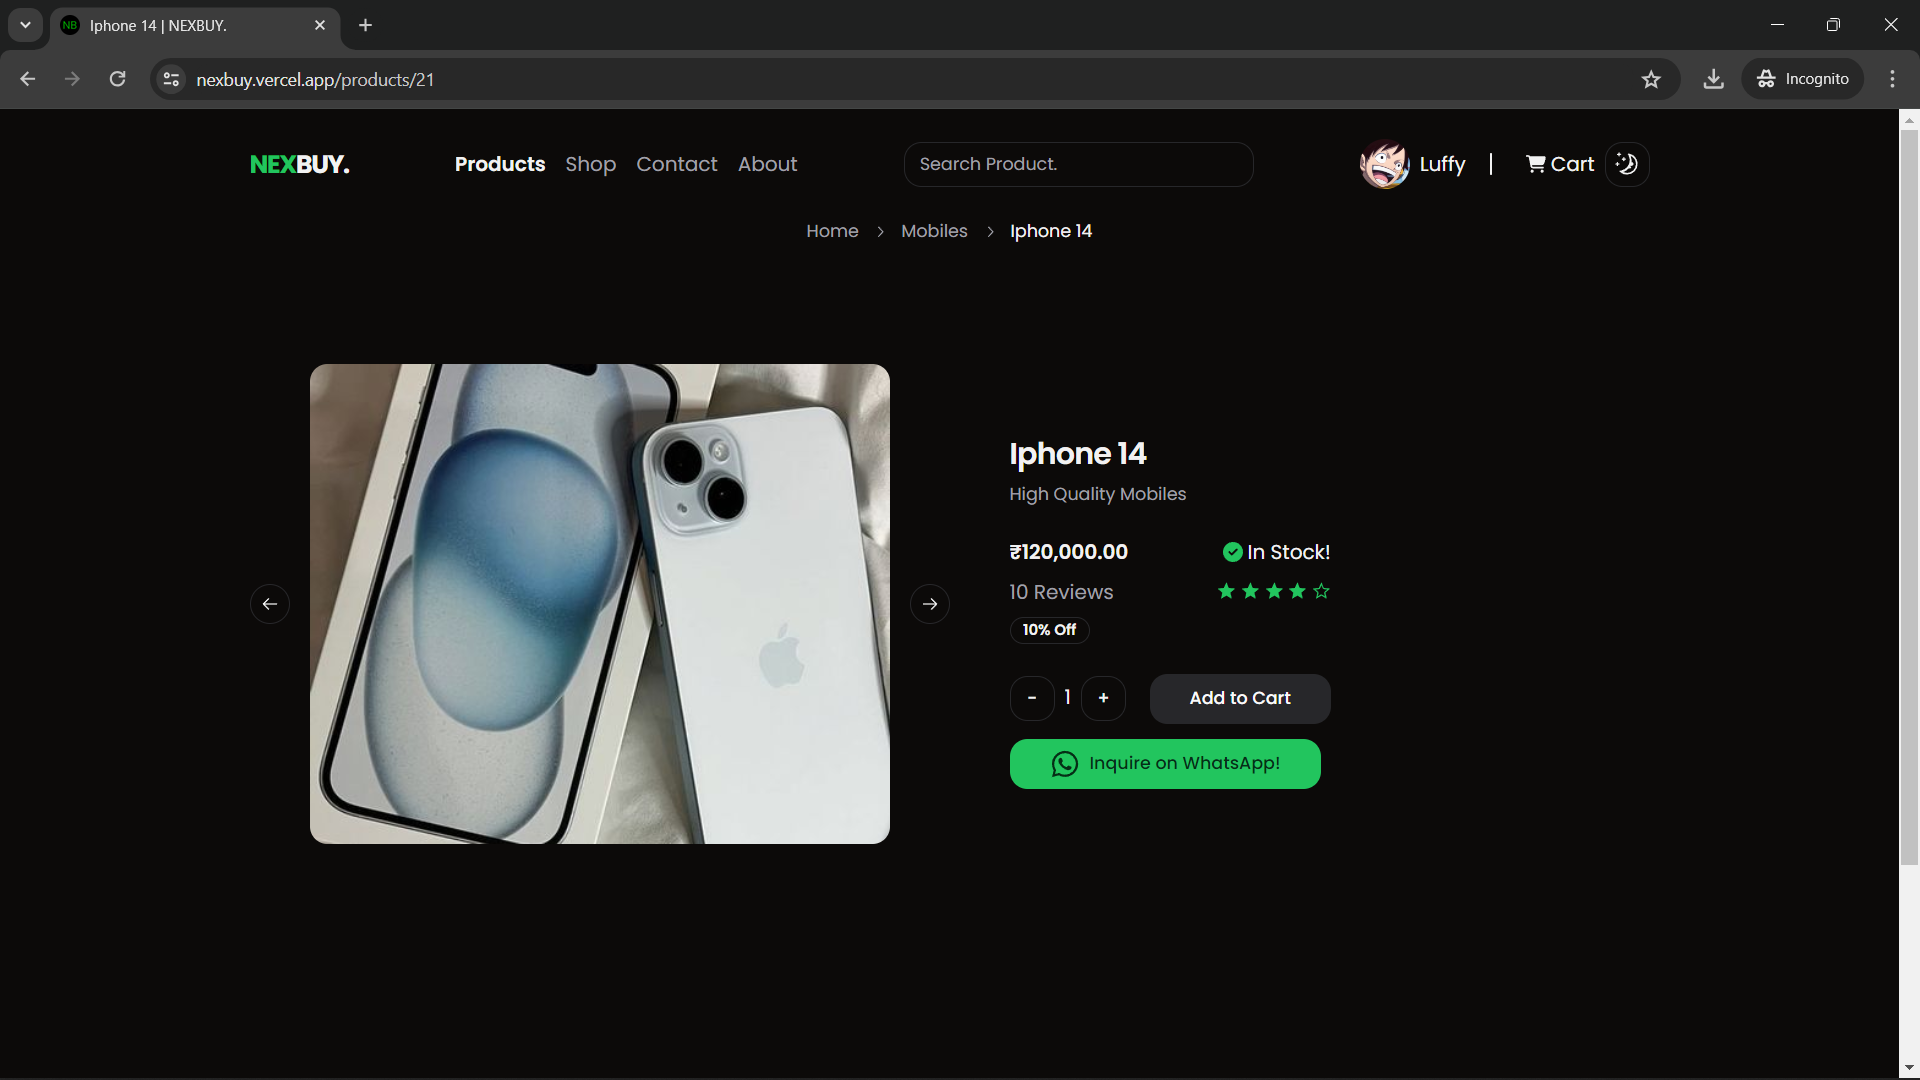 NB Iphone 14 | NEXBUY.
nexbuy.vercel.app/products/21
Incognito
NEXBUY.
Products Shop Contact About
Search Product.
Luffy | Cart
Home > Mobiles > Iphone 14
Iphone 14
High Quality Mobiles
₹120,000.00
In Stock!
10 Reviews
10% Off
- 1 +
Add to Cart
Inquire on WhatsApp!